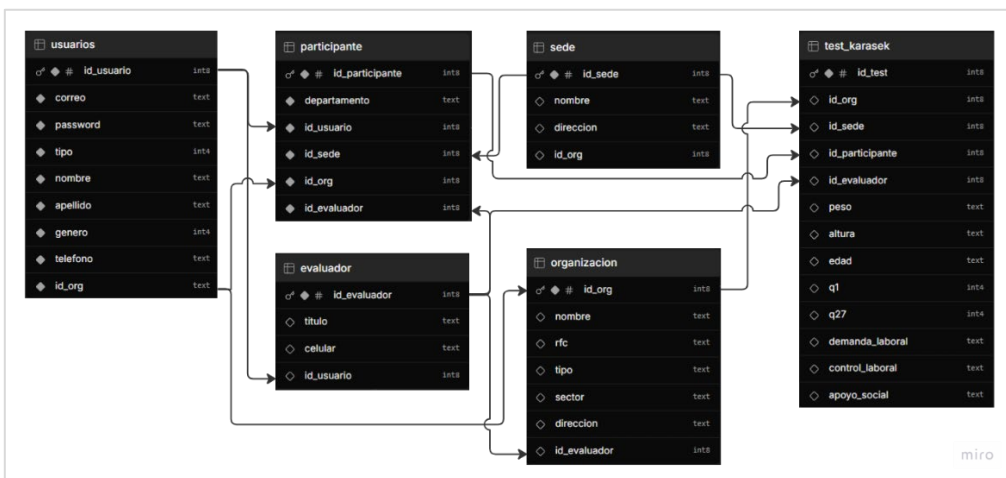 usuarios
# id_usuario int8
correo text
password text
tipo int4
nombre text
apellido text
genero int4
telefono text
id_org text
participante
# id_participante int8
departamento text
id_usuario int8
id_sede int8
id_org int8
id_evaluador int8
sede
# id_sede int8
nombre text
direccion text
id_org int8
test_karasek
# id_test int8
id_org int8
id_sede int8
id_participante int8
id_evaluador int8
peso text
altura text
edad text
q1 int4
q27 int4
demanda_laboral text
control_laboral text
apoyo_social text
evaluador
# id_evaluador int8
titulo text
celular text
id_usuario int8
organizacion
# id_org int8
nombre text
rfc text
tipo text
sector text
direccion text
id_evaluador int8
miro